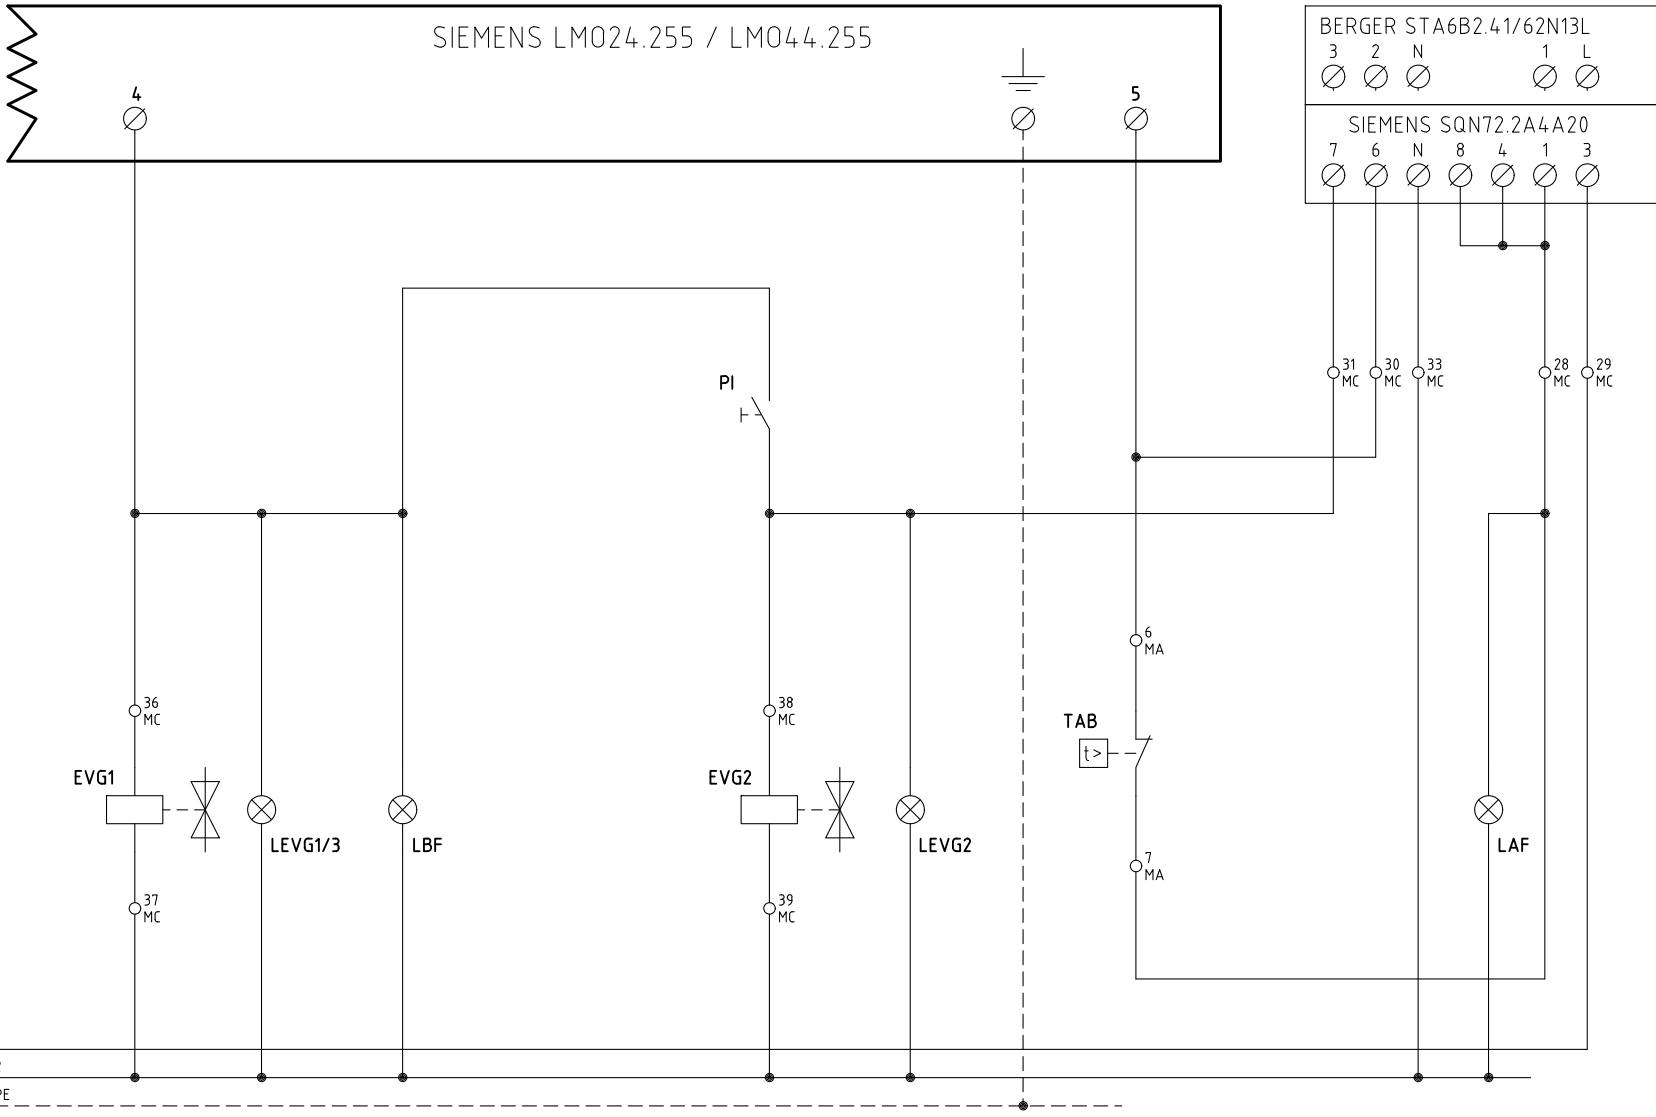 SIEMENS LMO24.255 / LMO44.255
BERGER STA6B2.41/62N13L
3 2 N 1 L
4
5
SIEMENS SQN72.2A4A20
7 6 N 8 4 1 3
31 MC
30 MC
33 MC
28 MC
29 MC
PI
6 MA
36 MC
38 MC
TAB
t>
EVG1
EVG2
LEVG1/3
LBF
LEVG2
LAF
7 MA
37 MC
39 MC
PE